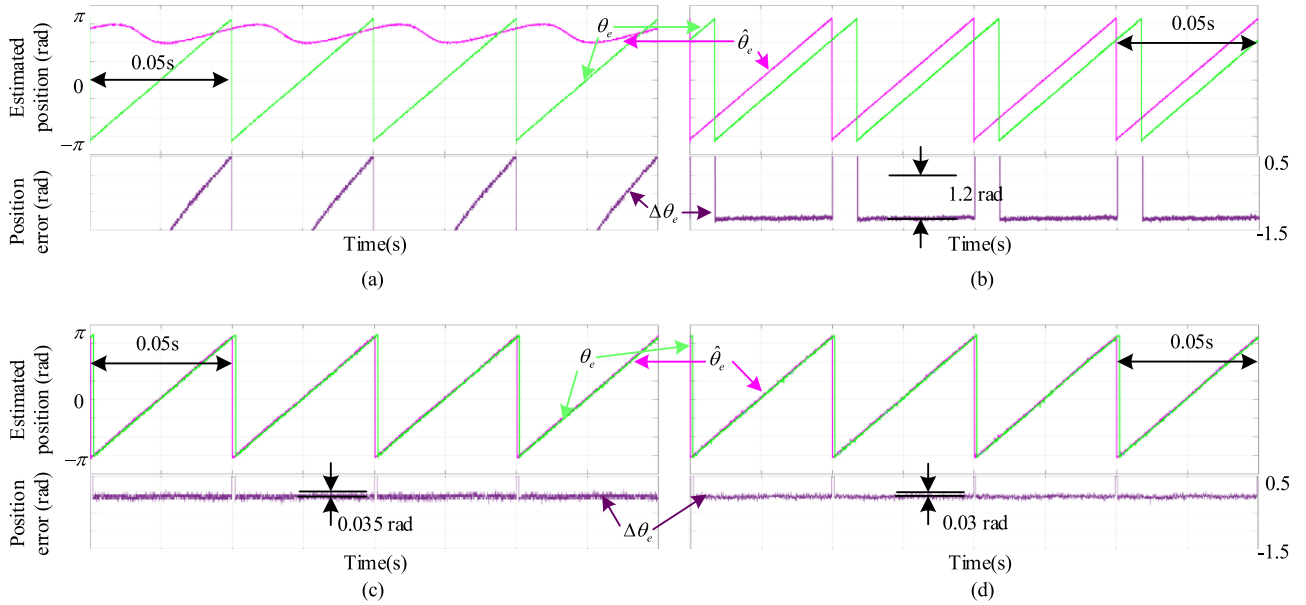 π
0
−π
Estimated
position (rad)
0.05s
θe
θ̂e
0.05s
Position
error (rad)
Δθe
1.2 rad
0.5
-1.5
Time(s)
Time(s)
(a)
(b)
π
0
−π
Estimated
position (rad)
0.05s
θe
θ̂e
0.05s
Position
error (rad)
0.035 rad
Δθe
0.03 rad
0.5
-1.5
Time(s)
Time(s)
(c)
(d)